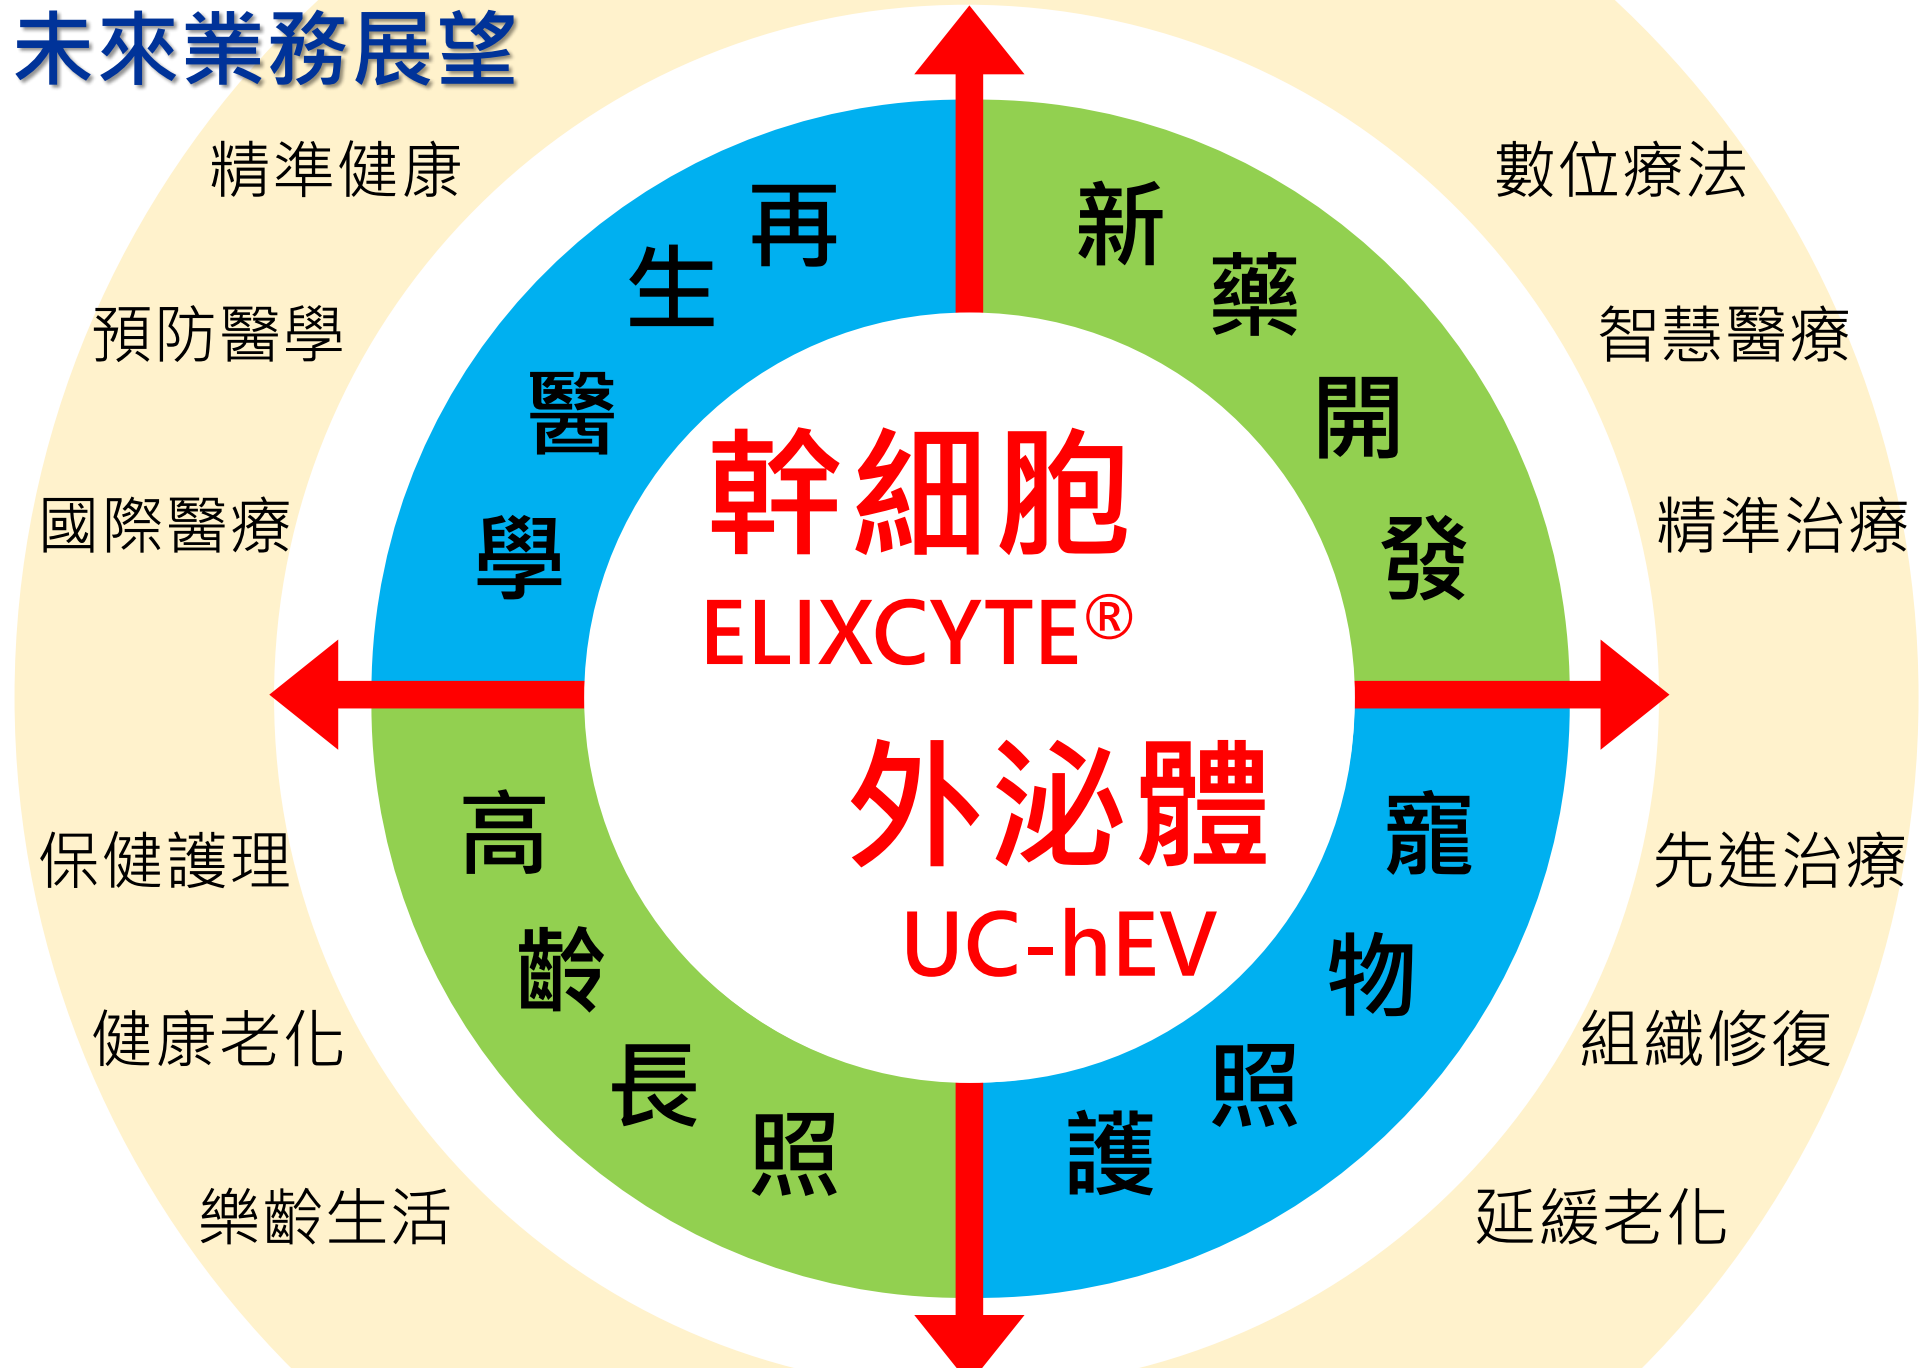 未來業務展望
精準健康
預防醫學
國際醫療
保健護理
健康老化
樂齡生活
再生醫學
新藥開發
幹細胞
ELIXCYTE®
外泌體
UC-hEV
高齡長照
寵物照護
數位療法
智慧醫療
精準治療
先進治療
組織修復
延緩老化